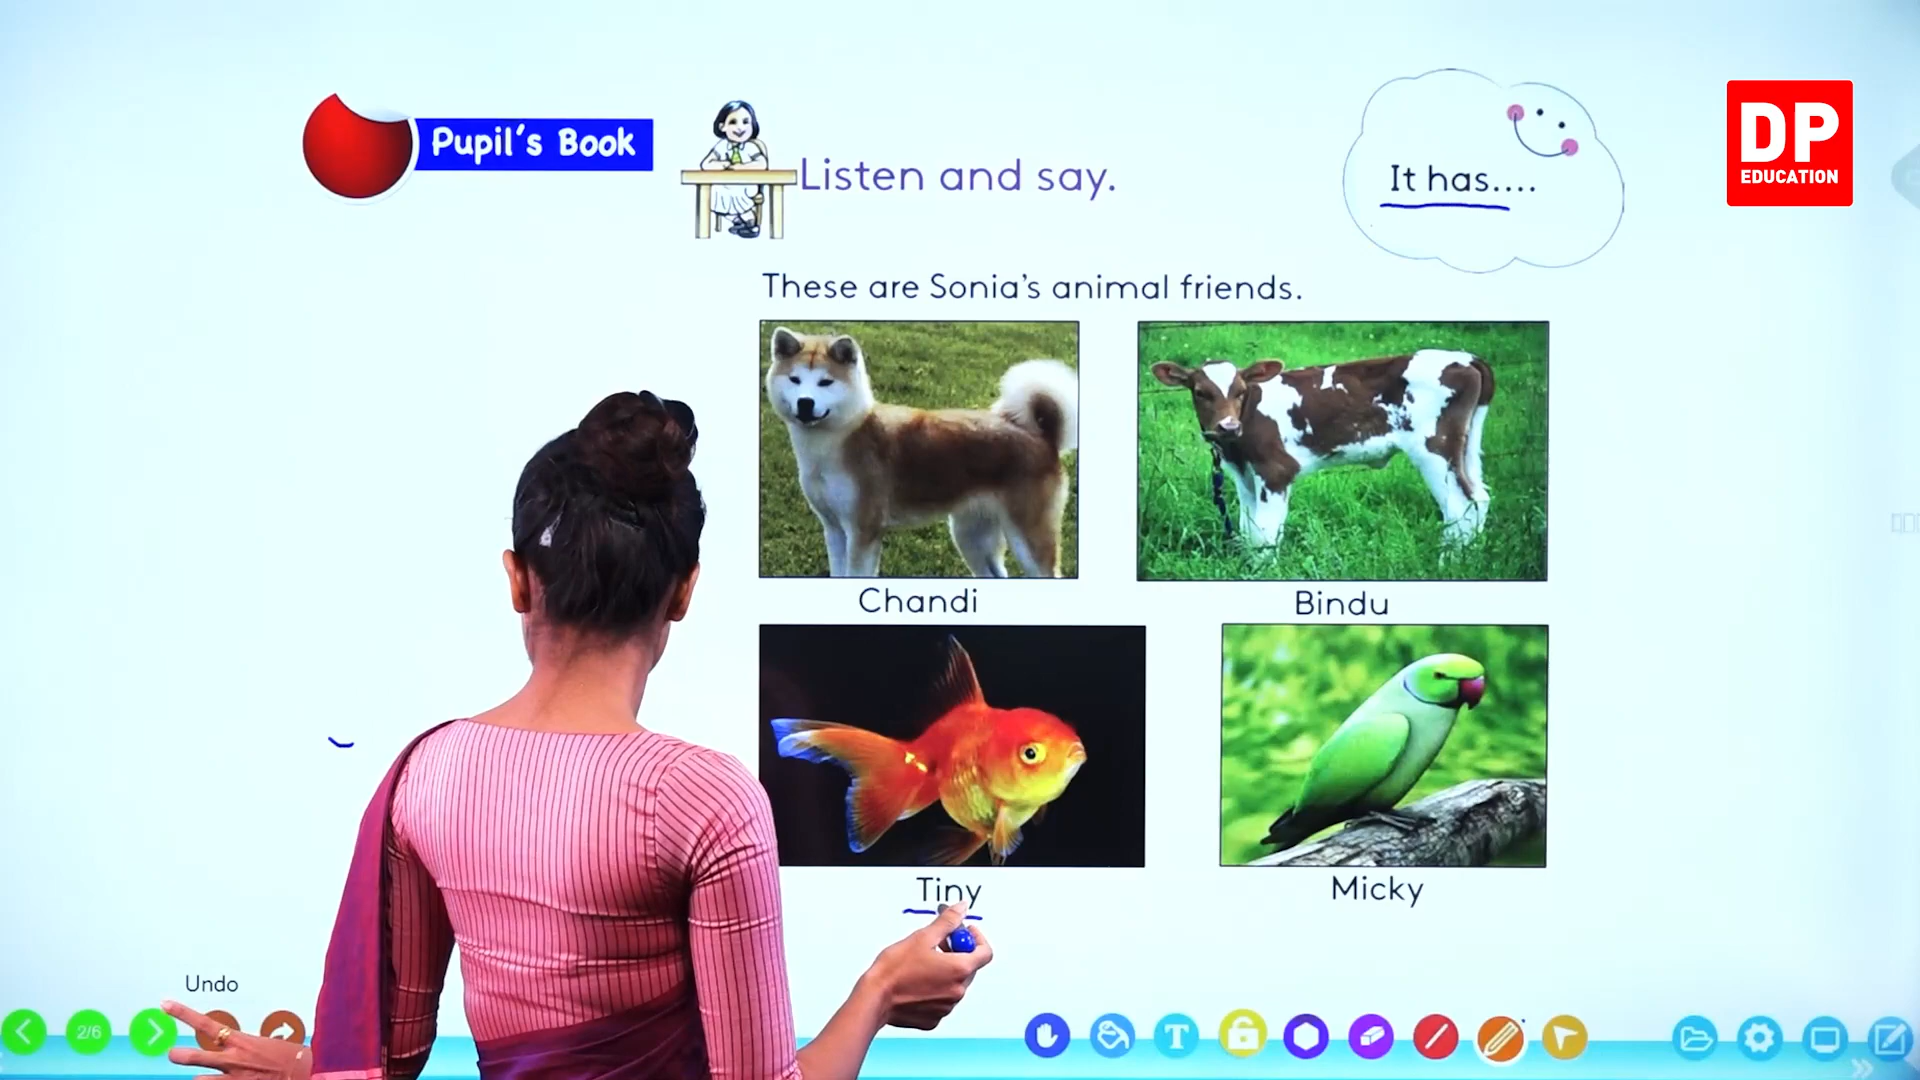 Pupil's Book
Listen and say.
It has....
DP
EDUCATION
These are Sonia's animal friends.
Chandi
Bindu
Tiny
Micky
Undo
2/6
T